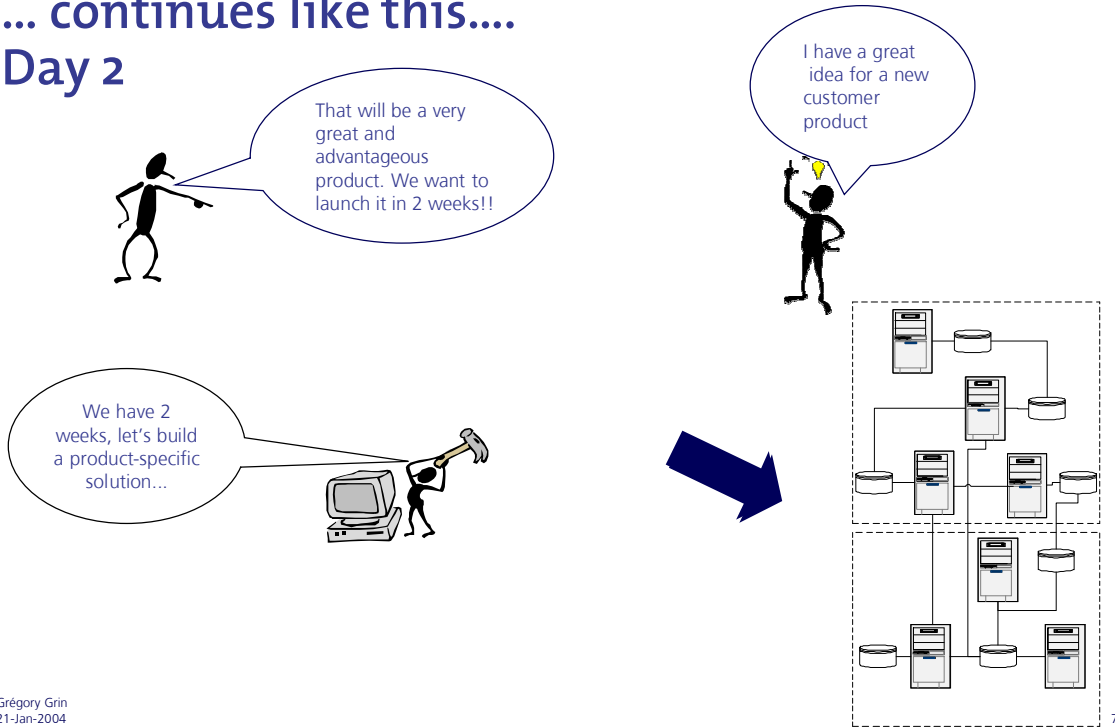 ... continues like this....
Day 2
I have a great
idea for a new
customer
product
That will be a very
great and
advantageous
product. We want to
launch it in 2 weeks!!
We have 2
weeks, let's build
a product-specific
solution...
Grégory Grin
21-Jan-2004
7